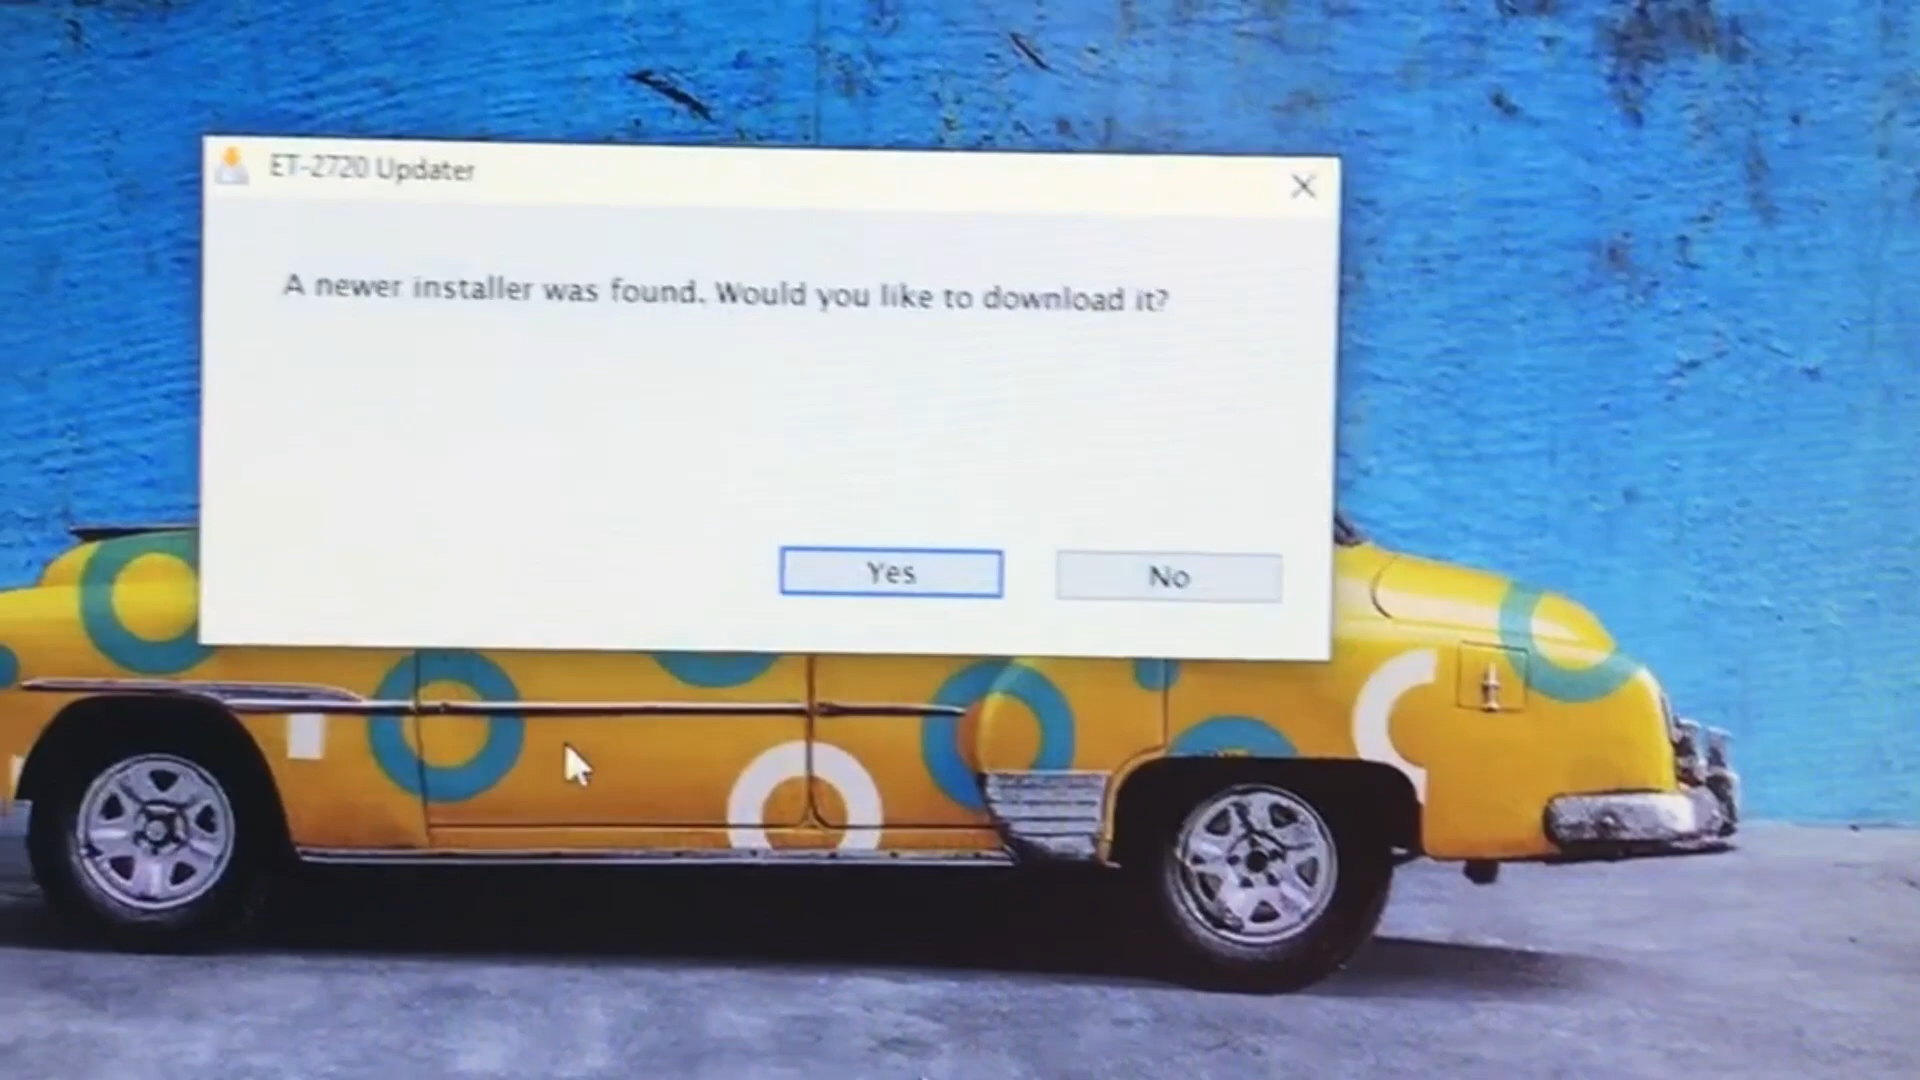 ET-2720 Updater
A newer installer was found. Would you like to download it?
Yes
No